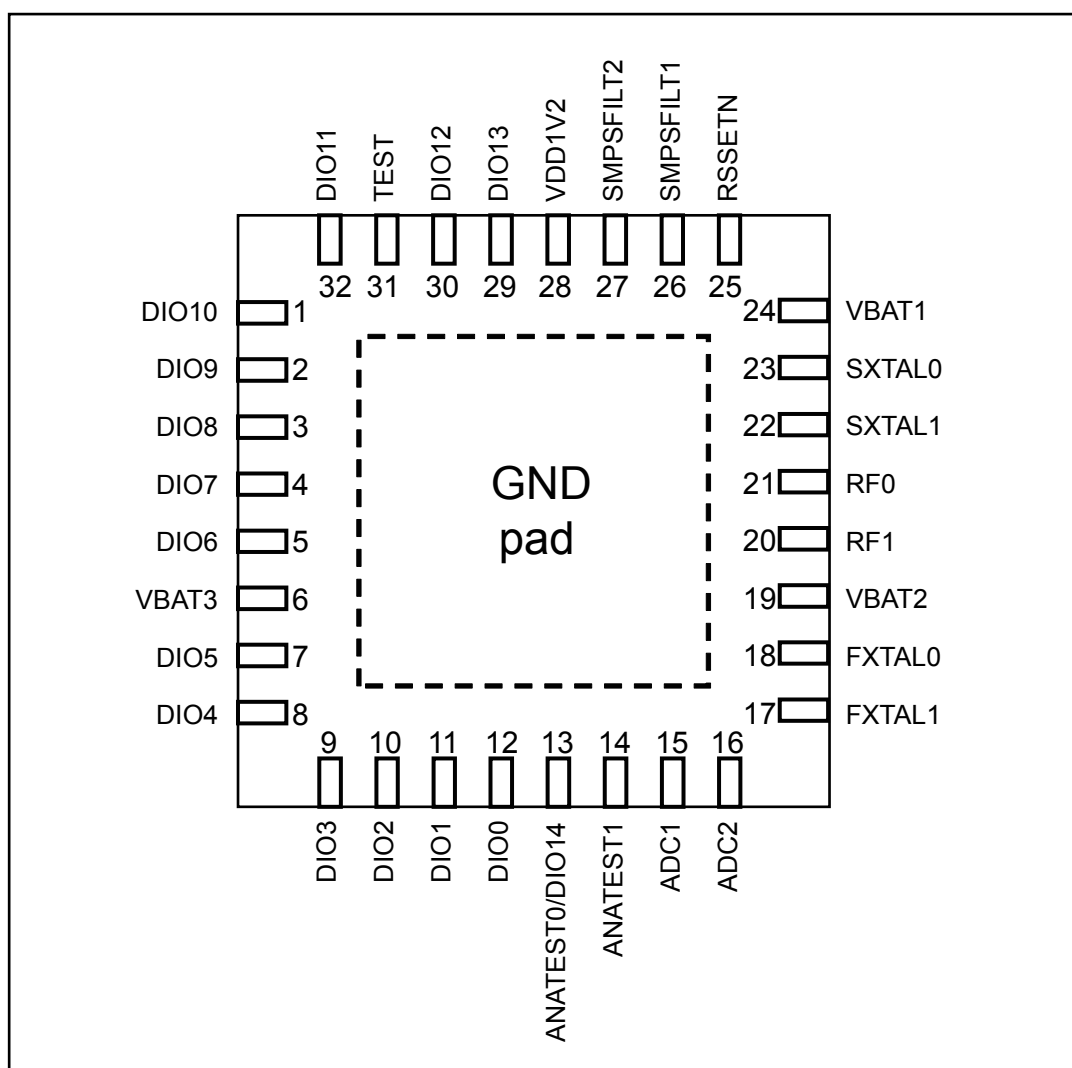 DIO11
TEST
DIO12
DIO13
VDD1V2
SMPSFILT2
SMPSFILT1
RSSETN
32
31
30
29
28
27
26
25
DIO10 1
DIO9 2
DIO8 3
DIO7 4
DIO6 5
VBAT3 6
DIO5 7
DIO4 8
24 VBAT1
23 SXTAL0
22 SXTAL1
21 RF0
20 RF1
19 VBAT2
18 FXTAL0
17 FXTAL1
GND
pad
9
10
11
12
13
14
15
16
DIO3
DIO2
DIO1
DIO0
ANATEST0/DIO14
ANATEST1
ADC1
ADC2